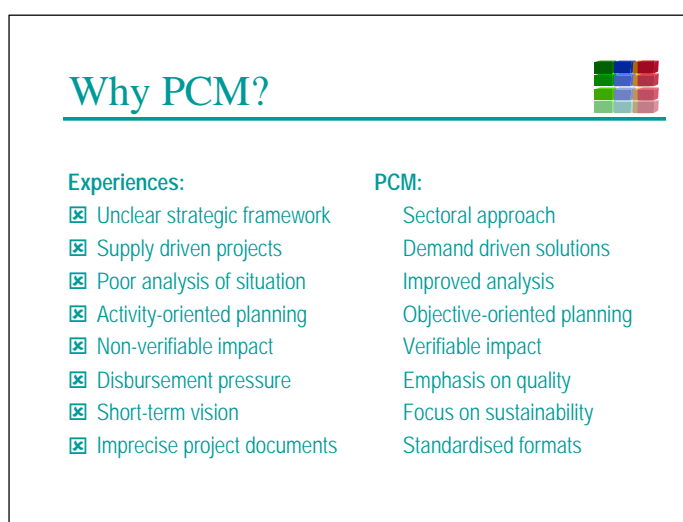 Why PCM?
Experiences:
Unclear strategic framework
Supply driven projects
Poor analysis of situation
Activity-oriented planning
Non-verifiable impact
Disbursement pressure
Short-term vision
Imprecise project documents
PCM:
Sectoral approach
Demand driven solutions
Improved analysis
Objective-oriented planning
Verifiable impact
Emphasis on quality
Focus on sustainability
Standardised formats